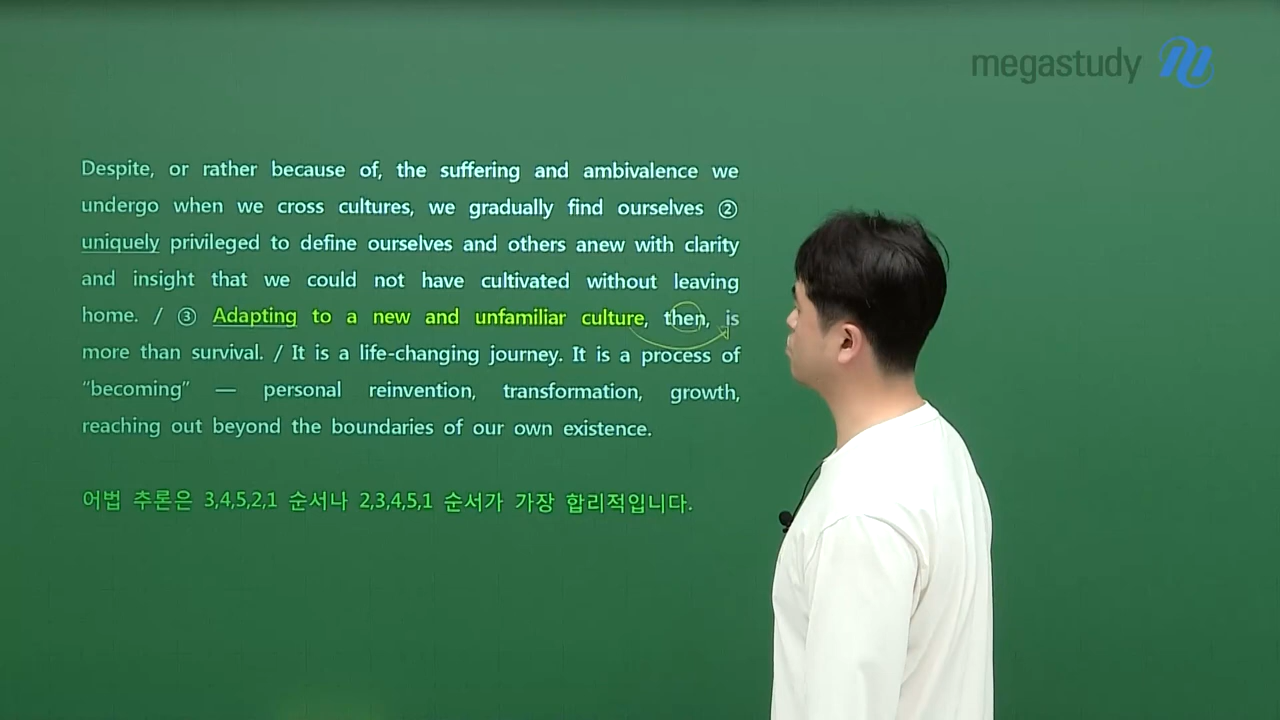 megastudy
Despite, or rather because of, the suffering and ambivalence we
undergo when we cross cultures, we gradually find ourselves ②
uniquely privileged to define ourselves and others anew with clarity
and insight that we could not have cultivated without leaving
home. / ③ Adapting to a new and unfamiliar culture, then, is
more than survival. / It is a life-changing journey. It is a process of
“becoming” — personal reinvention, transformation, growth,
reaching out beyond the boundaries of our own existence.
어법 추론은 3,4,5,2,1 순서나 2,3,4,5,1 순서가 가장 합리적입니다.